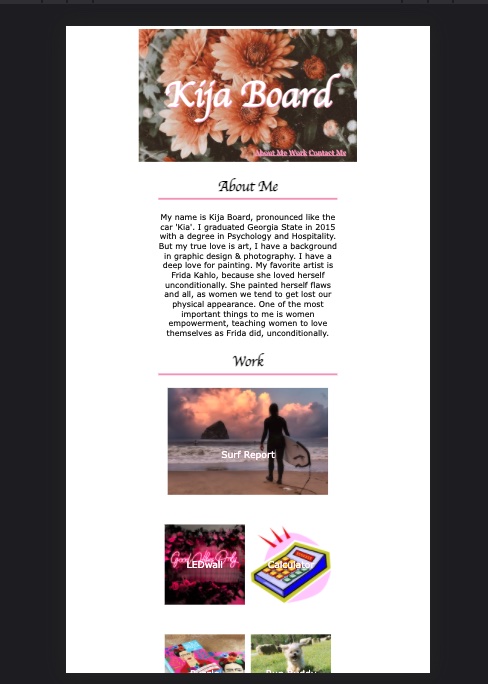 Kija Board
About Me Work Contact Me
About Me
My name is Kija Board, pronounced like the
car 'Kia'. I graduated Georgia State in 2015
with a degree in Psychology and Hospitality.
But my true love is art, I have a background
in graphic design & photography. I have a
deep love for painting. My favorite artist is
Frida Kahlo, because she loved herself
unconditionally. She painted herself flaws
and all, as women we tend to get lost our
physical appearance. One of the most
important things to me is women
empowerment, teaching women to love
themselves as Frida did, unconditionally.
Work
Surf Report
LEDwall
Calculator